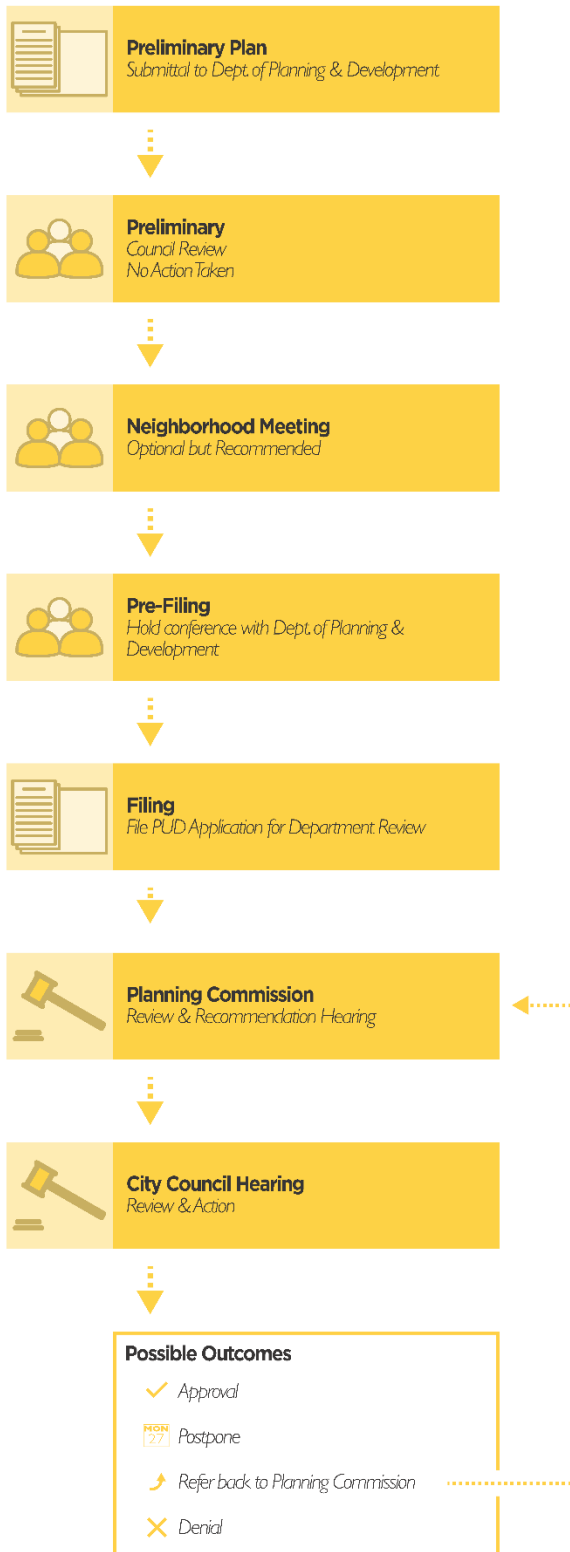 Preliminary Plan
Submittal to Dept. of Planning & Development
Preliminary
Council Review
No Action Taken
Neighborhood Meeting
Optional but Recommended
Pre-Filing
Hold conference with Dept. of Planning &
Development
Filing
File PUD Application for Department Review
Planning Commission
Review & Recommendation Hearing
City Council Hearing
Review & Action
Possible Outcomes
Approval
MON
27
Postpone
Refer back to Planning Commission
Denial